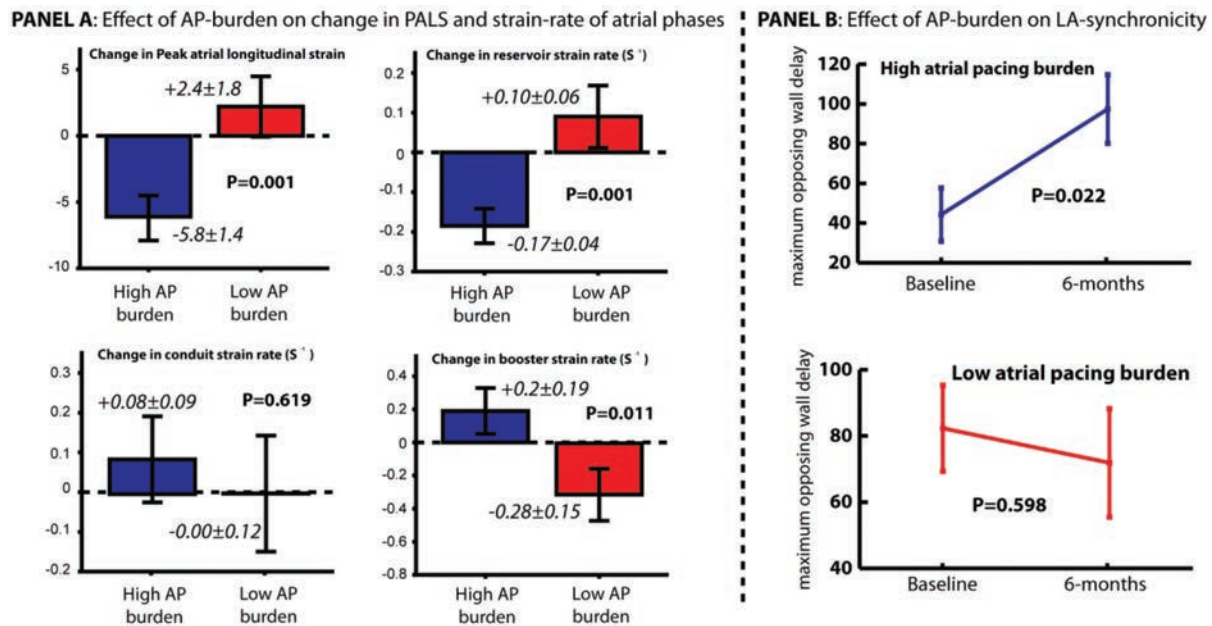 PANEL A: Effect of AP-burden on change in PALS and strain-rate of atrial phases
Change in Peak atrial longitudinal strain
5
0
-5
-10
+2.4±1.8
P=0.001
-5.8±1.4
High AP
burden
Low AP
burden
Change in reservoir strain rate (S⁺)
0.2
0.1
0
-0.1
-0.2
-0.3
+0.10±0.06
P=0.001
-0.17±0.04
High AP
burden
Low AP
burden
Change in conduit strain rate (S⁺)
0.3
0.2
0.1
0
-0.1
-0.2
+0.08±0.09
P=0.619
-0.00±0.12
High AP
burden
Low AP
burden
Change in booster strain rate (S⁺)
0.4
0.2
0
-0.2
-0.4
-0.6
-0.8
+0.2±0.19
P=0.011
-0.28±0.15
High AP
burden
Low AP
burden
PANEL B: Effect of AP-burden on LA-synchronicity
maximum opposing wall delay
120
100
80
60
40
20
High atrial pacing burden
P=0.022
Baseline
6-months
maximum opposing wall delay
100
80
60
40
Low atrial pacing burden
P=0.598
Baseline
6-months